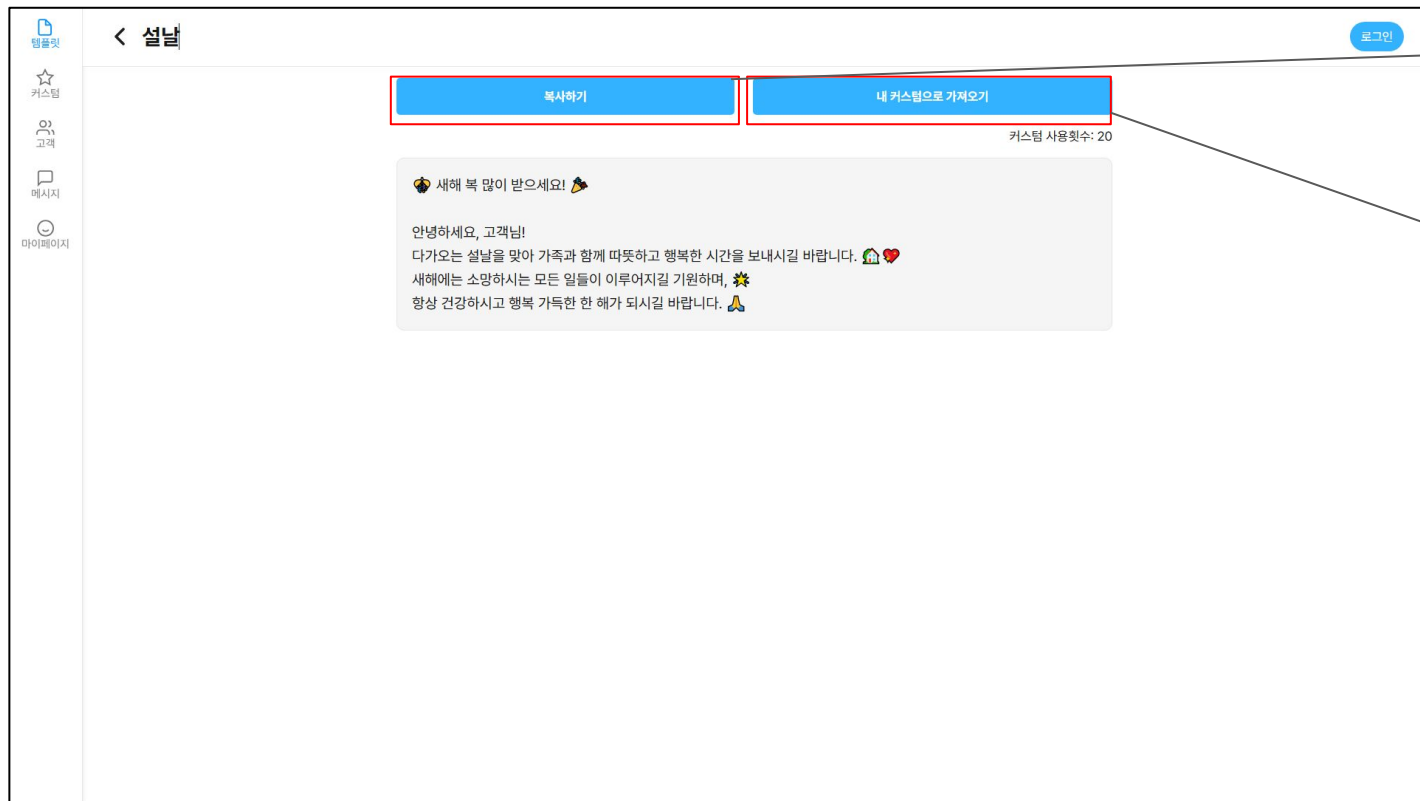 템플릿
커스텀
고객
메시지
마이페이지
설날
로그인
복사하기
내 커스텀으로 가져오기
커스텀 사용횟수: 20
새해 복 많이 받으세요! 🎉
안녕하세요, 고객님!
다가오는 설날을 맞아 가족과 함께 따뜻하고 행복한 시간을 보내시길 바랍니다. 🏡💖
새해에는 소망하시는 모든 일들이 이루어지길 기원하며, 🌟
항상 건강하시고 행복 가득한 한 해가 되시길 바랍니다. 🙏